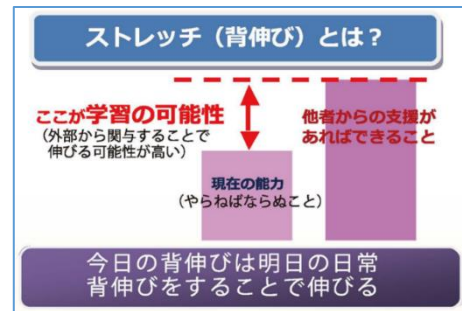 ストレッチ（背伸び）とは？
ここが学習の可能性
（外部から関与することで
伸びる可能性が高い）
他者からの支援が
あればできること
現在の能力
（やらねばならぬこと）
今日の背伸びは明日の日常
背伸びをすることで伸びる